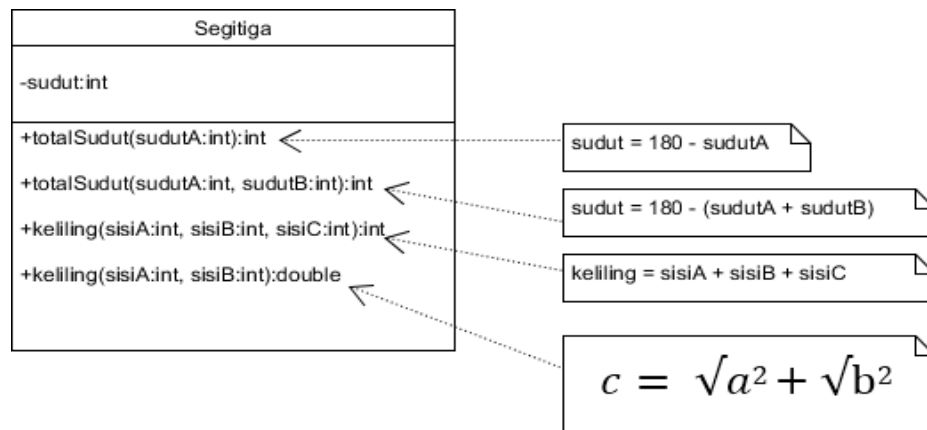 Segitiga
-sudut:int
+totalSudut(sudutA:int):int
+totalSudut(sudutA:int, sudutB:int):int
+keliling(sisiA:int, sisiB:int, sisiC:int):int
+keliling(sisiA:int, sisiB:int):double
sudut = 180 - sudutA
sudut = 180 - (sudutA + sudutB)
keliling = sisiA + sisiB + sisiC
c = √a² + √b²